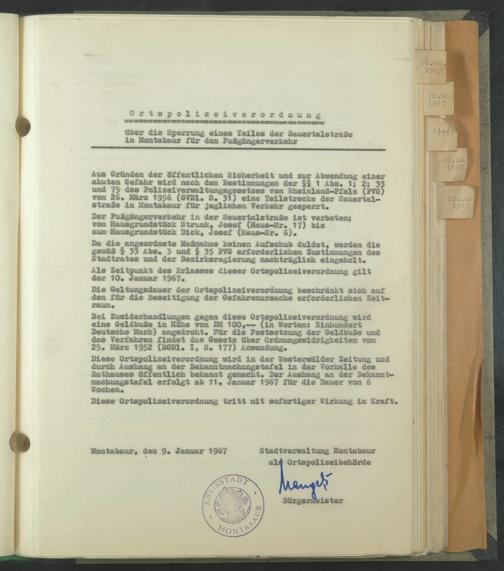 Ortspolizeiverordnung
über die Sperrung eines Teiles der Sauertalstraße
in Montabaur für den Fußgängerverkehr
Aus Gründen der öffentlichen Sicherheit und zur Abwendung einer
akuten Gefahr wird nach den Bestimmungen der §§ 1 Abs. 1; 2; 33
und 75 des Polizeiverwaltungsgesetzes von Rheinland-Pfalz (PVG)
vom 26. März 1956 (GVBl. S. 31) eine Teilstrecke der Sauertal-
straße in Montabaur für jeglichen Verkehr gesperrt.
Der Fußgängerverkehr in der Sauertalstraße ist verboten;
von Hausgrundstück Strunk, Josef (Haus-Nr. 17) bis
zum Hausgrundstück Dick, Josef (Haus-Nr. 6).
Da die angeordnete Maßnahme keinen Aufschub duldet, werden die
gemäß § 33 Abs. 3 und § 35 PVG erforderlichen Zustimmungen des
Stadtrates und der Bezirksregierung nachträglich eingeholt.
Als Zeitpunkt des Erlasses dieser Ortspolizeiverordnung gilt
der 10. Januar 1967.
Die Geltungsdauer der Ortspolizeiverordnung beschränkt sich auf
den für die Beseitigung der Gefahrenursache erforderlichen Zeit-
raum.
Bei Zuwiderhandlungen gegen diese Ortspolizeiverordnung wird
eine Geldbuße in Höhe von DM 100,-- (in Worten: Einhundert
Deutsche Mark) angedroht. Für die Festsetzung der Geldbuße und
das Verfahren findet das Gesetz über Ordnungswidrigkeiten vom
25. März 1952 (BGBl. I, S. 177) Anwendung.
Diese Ortspolizeiverordnung wird in der Westerwälder Zeitung und
durch Aushang an der Bekanntmachungstafel in der Vorhalle des
Rathauses öffentlich bekannt gemacht. Der Aushang an der Bekannt-
machungstafel erfolgt ab 11. Januar 1967 für die Dauer von 6
Wochen.
Diese Ortspolizeiverordnung tritt mit sofortiger Wirkung in Kraft.
Montabaur, den 9. Januar 1967
Stadtverwaltung Montabaur
als Ortspolizeibehörde
Bürgermeister
KREISSTADT
MONTABAUR
1967
1967